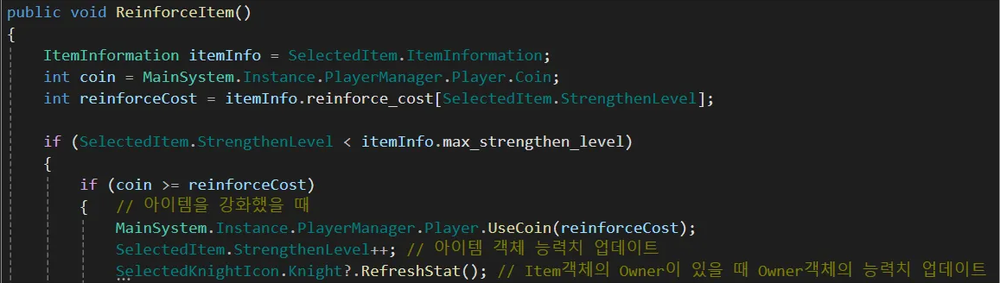 public void ReinforceItem()
{
ItemInformation itemInfo = SelectedItem.ItemInformation;
int coin = MainSystem.Instance.PlayerManager.Player.Coin;
int reinforceCost = itemInfo.reinforce_cost[SelectedItem.StrengthenLevel];
if (SelectedItem.StrengthenLevel < itemInfo.max_strengthen_level)
{
if (coin >= reinforceCost)
{ // 아이템을 강화했을 때
MainSystem.Instance.PlayerManager.Player.UseCoin(reinforceCost);
SelectedItem.StrengthenLevel++; // 아이템 객체 능력치 업데이트
SelectedKnightIcon.Knight?.RefreshStat(); // Item객체의 Owner이 있을 때 Owner객체의 능력치 업데이트